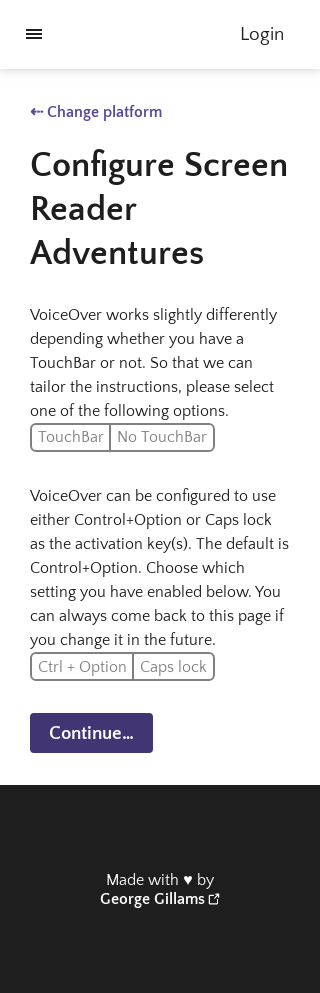 Login
⇠ Change platform
Configure Screen
Reader
Adventures
VoiceOver works slightly differently
depending whether you have a
TouchBar or not. So that we can
tailor the instructions, please select
one of the following options.
TouchBar No TouchBar
VoiceOver can be configured to use
either Control+Option or Caps lock
as the activation key(s). The default is
Control+Option. Choose which
setting you have enabled below. You
can always come back to this page if
you change it in the future.
Ctrl + Option Caps lock
Continue...
Made with ♥ by
George Gillams